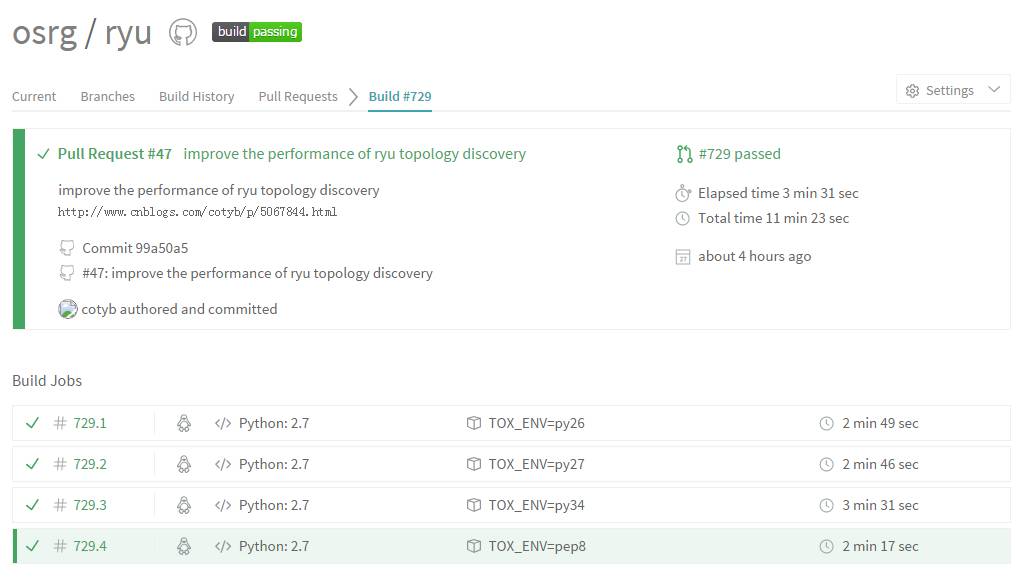 osrg / ryu build passing
Current Branches Build History Pull Requests Build #729 Settings
Pull Request #47 improve the performance of ryu topology discovery #729 passed
improve the performance of ryu topology discovery Elapsed time 3 min 31 sec
http://www.cnblogs.com/cotyb/p/5067844.html Total time 11 min 23 sec
Commit 99a50a5 27 about 4 hours ago
#47: improve the performance of ryu topology discovery
cotyb authored and committed
Build Jobs
# 729.1 </> Python: 2.7 TOX_ENV=py26 2 min 49 sec
# 729.2 </> Python: 2.7 TOX_ENV=py27 2 min 46 sec
# 729.3 </> Python: 2.7 TOX_ENV=py34 3 min 31 sec
# 729.4 </> Python: 2.7 TOX_ENV=pep8 2 min 17 sec